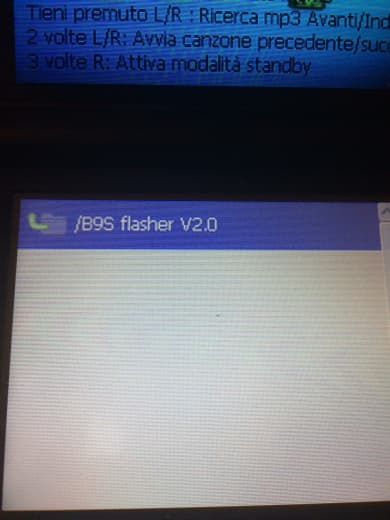 Tieni premuto L/R : Ricerca mp3 Avanti/Ind
2 volte L/R: Avvia canzone precedente/suc
3 volte R: Attiva modalità standby
/B9S flasher V2.0